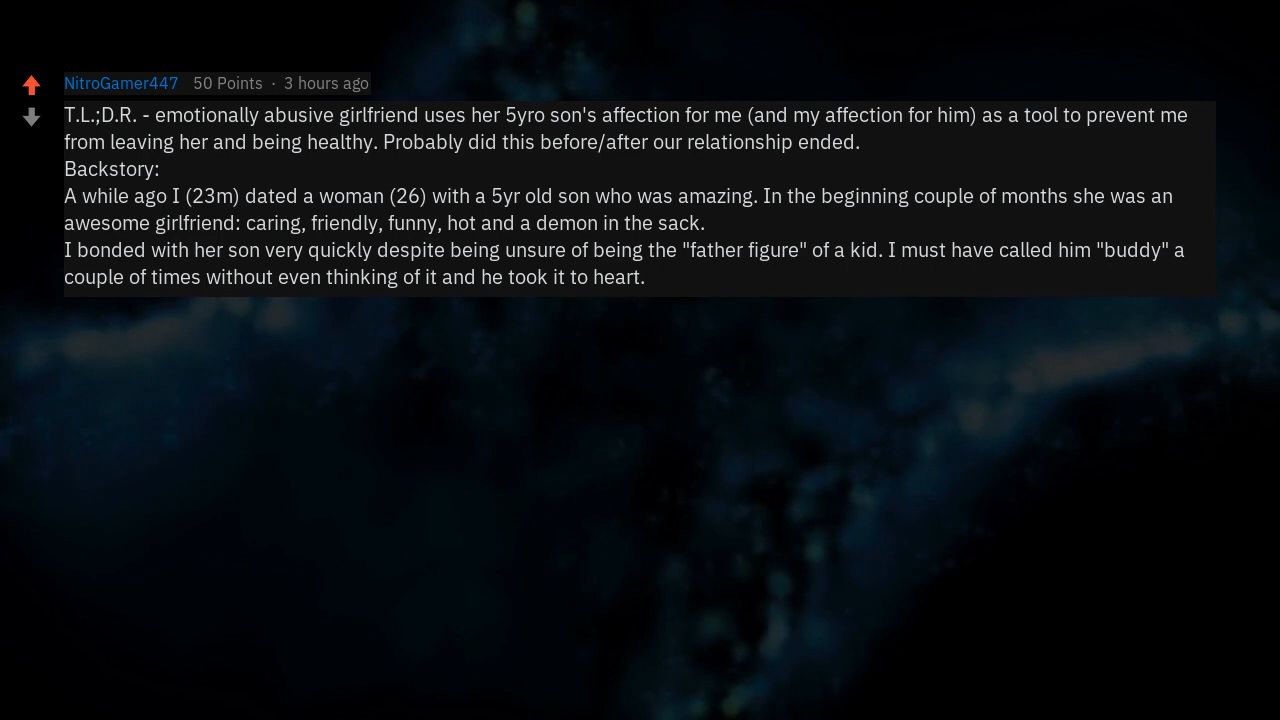 NitroGamer447 50 Points · 3 hours ago
T.L.;D.R. - emotionally abusive girlfriend uses her 5yro son's affection for me (and my affection for him) as a tool to prevent me
from leaving her and being healthy. Probably did this before/after our relationship ended.
Backstory:
A while ago I (23m) dated a woman (26) with a 5yr old son who was amazing. In the beginning couple of months she was an
awesome girlfriend: caring, friendly, funny, hot and a demon in the sack.
I bonded with her son very quickly despite being unsure of being the "father figure" of a kid. I must have called him "buddy" a
couple of times without even thinking of it and he took it to heart.